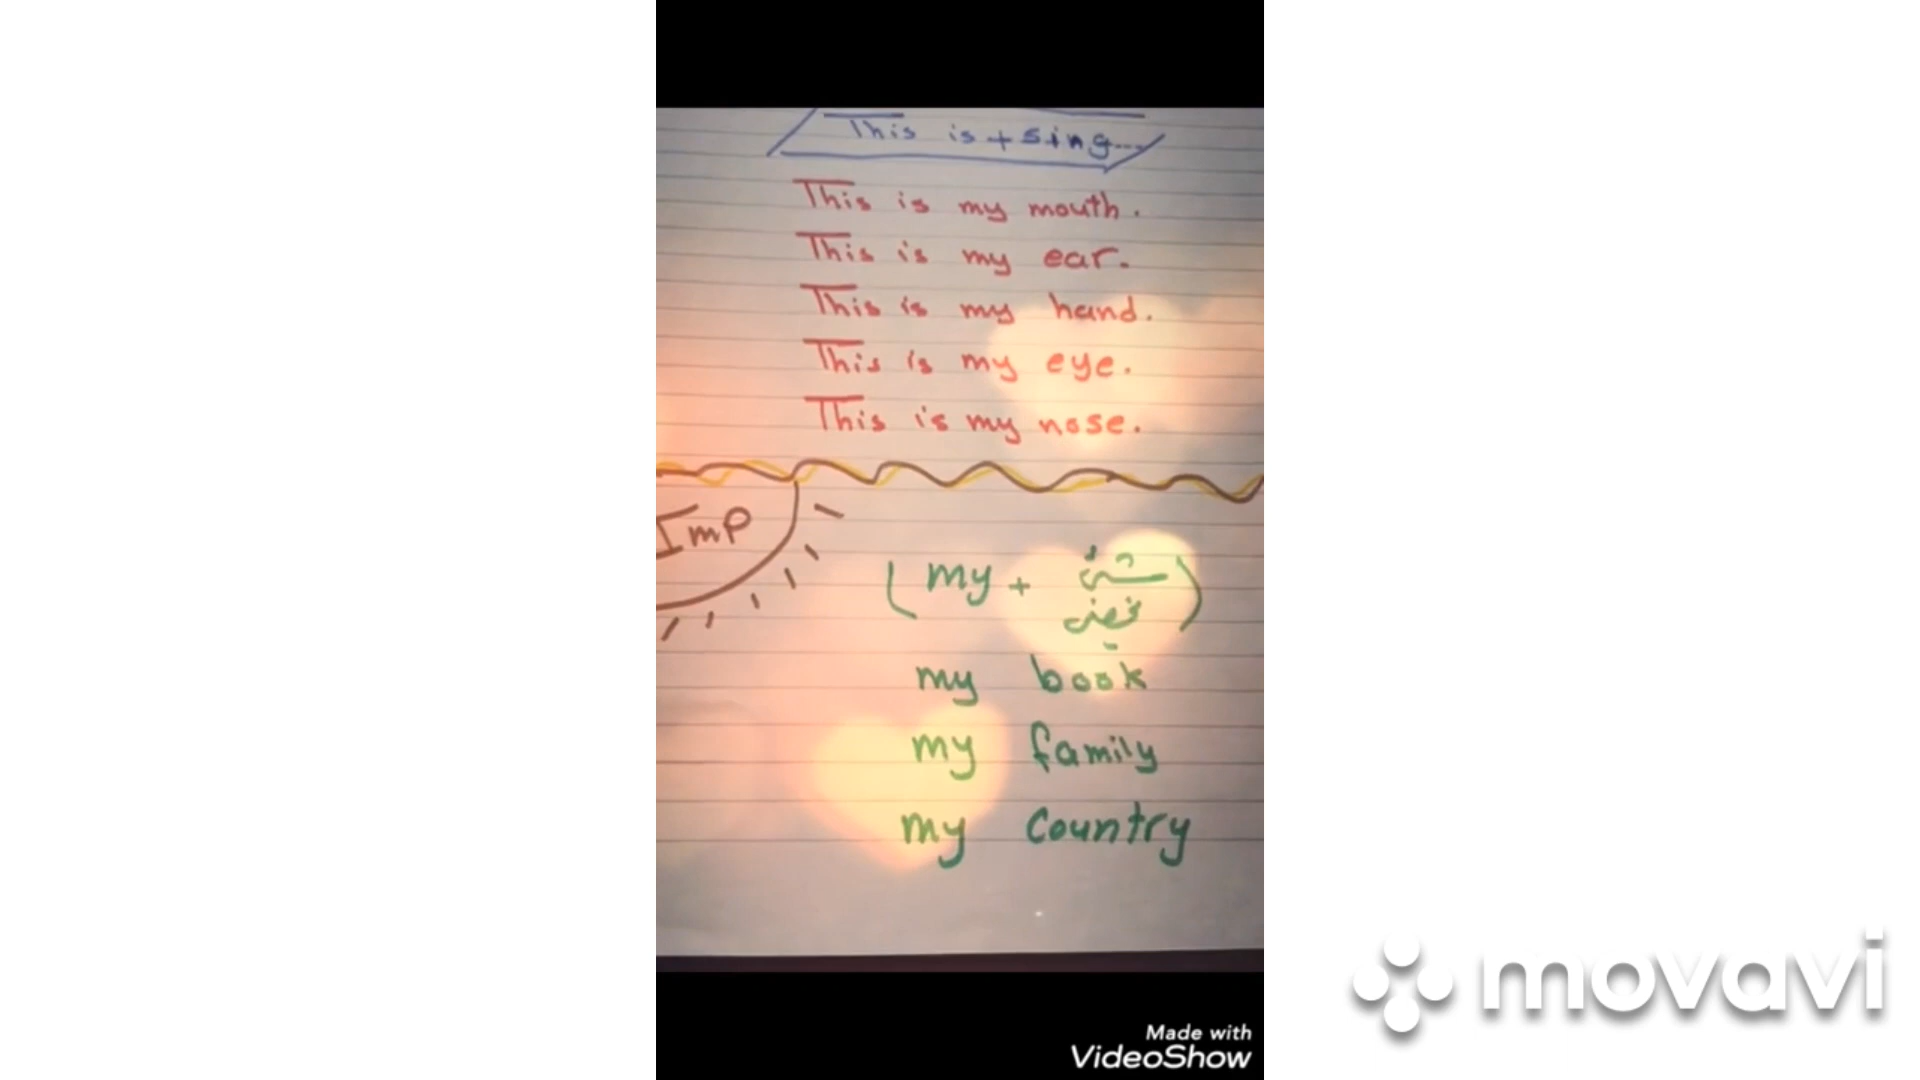 This is + sing...
This is my mouth.
This is my ear.
This is my hand.
This is my eye.
This is my nose.
Imp
(my + شئ
يخصني)
my book
my family
my country
Made with
VideoShow
movavi